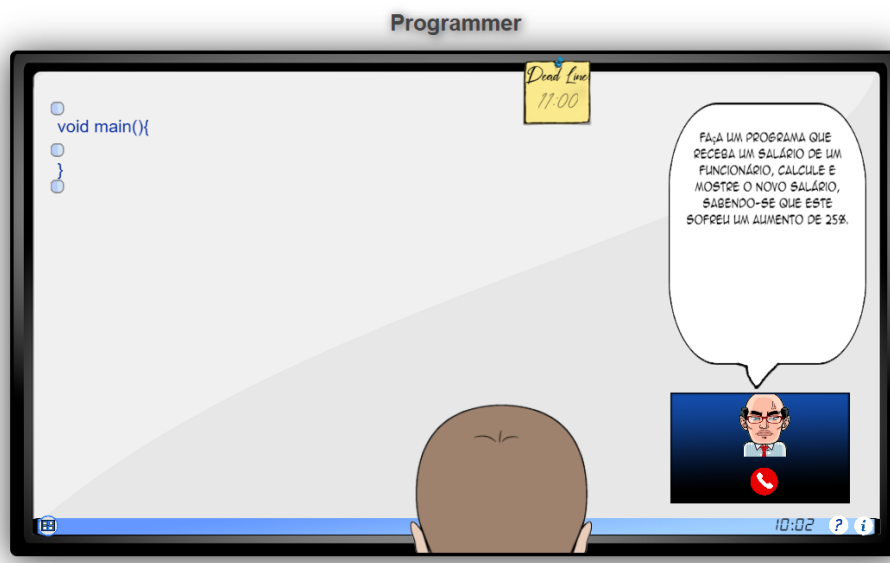 Programmer
Dead Line
11:00
void main(){
}
FAçA UM PROGRAMA QUE
RECEBA UM SALÁRIO DE UM
FUNCIONÁRIO, CALCULE E
MOSTRE O NOVO SALÁRIO,
SABENDO-SE QUE ESTE
SOFREU UM AUMENTO DE 25%.
10:02 ? i